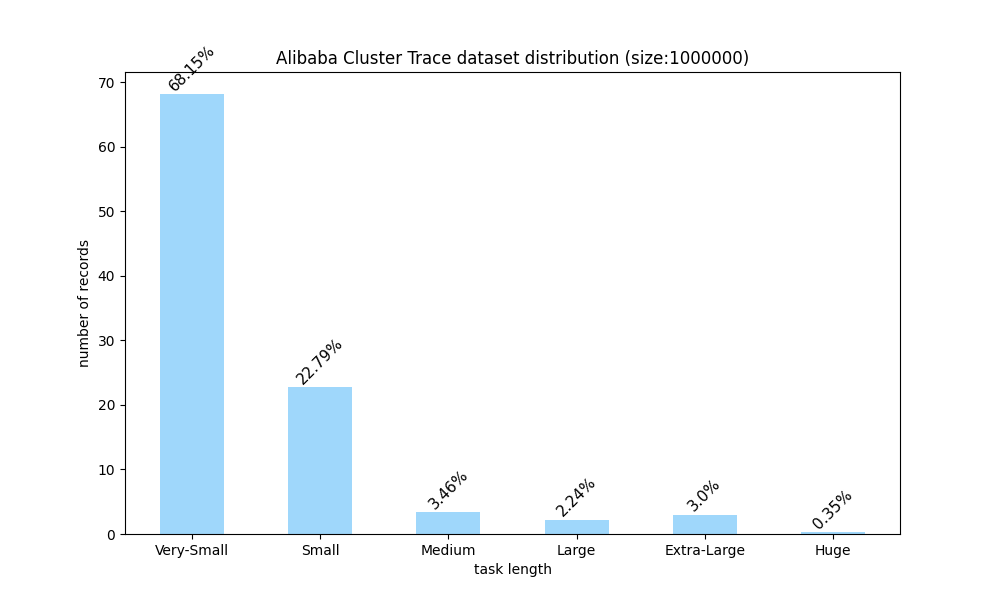 Alibaba Cluster Trace dataset distribution (size:1000000)
68.15%
22.79%
3.46%
2.24%
3.0%
0.35%
70
60
50
40
30
20
10
0
number of records
Very-Small
Small
Medium
Large
Extra-Large
Huge
task length